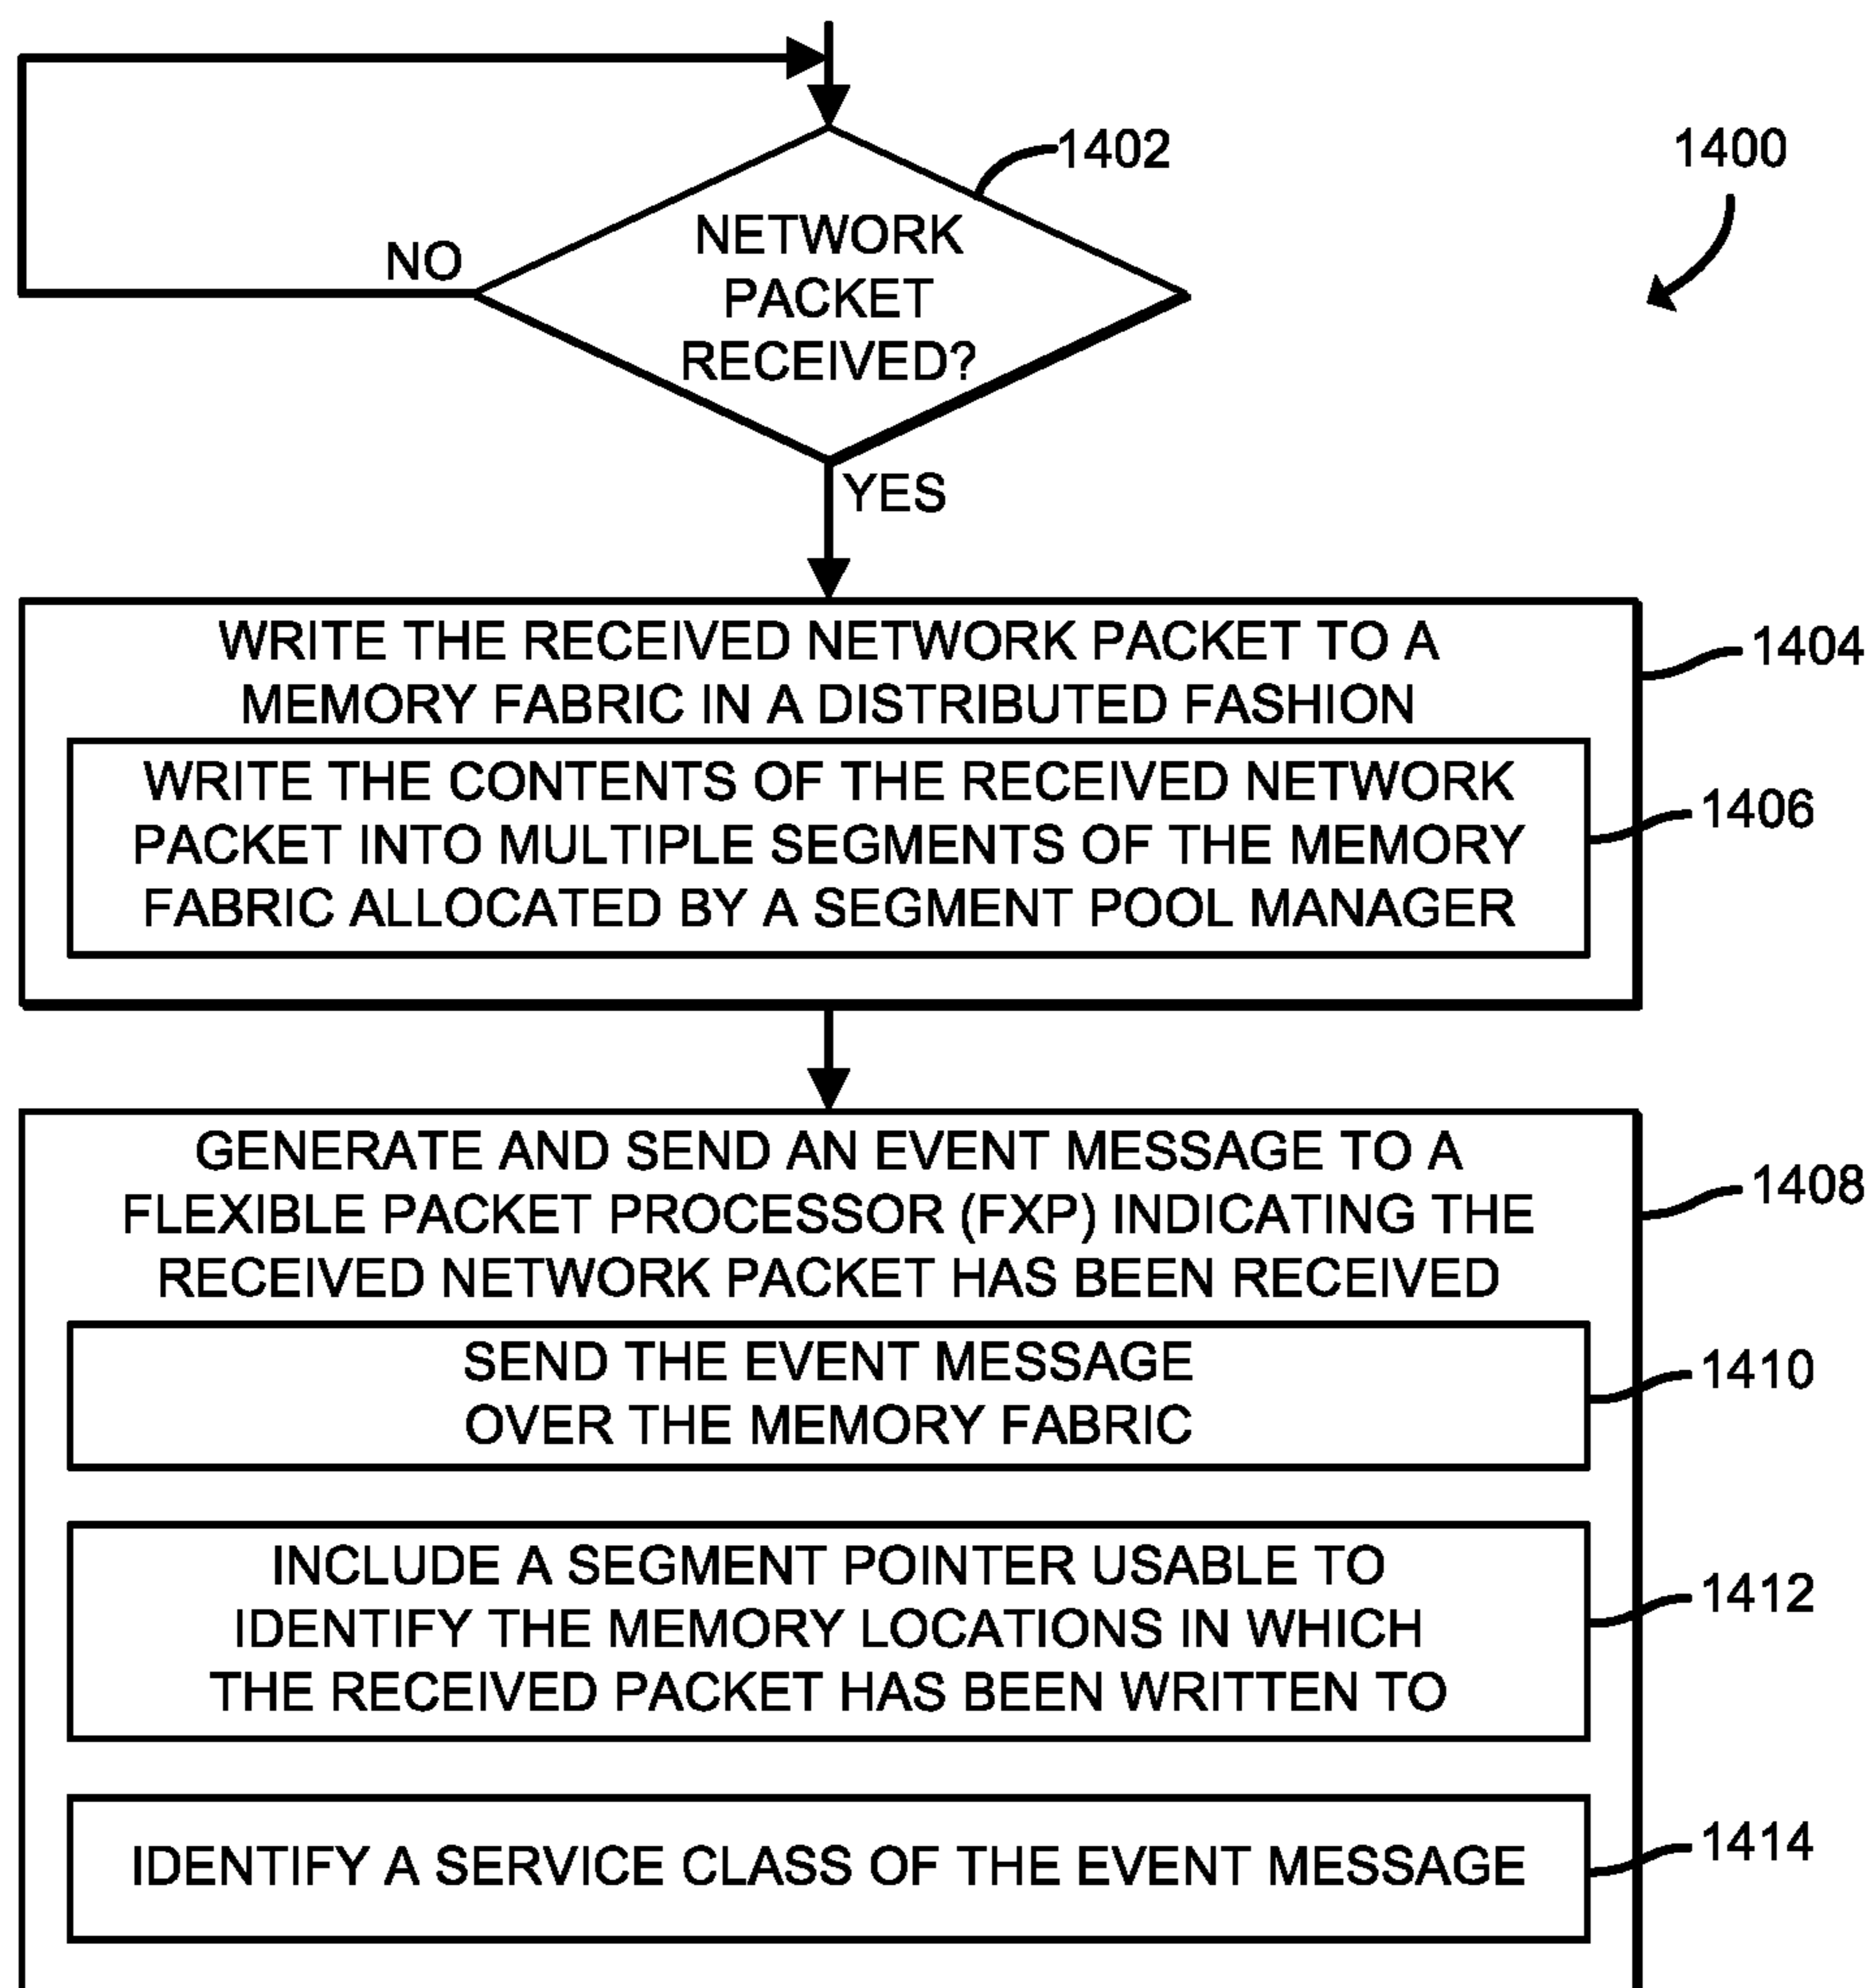 1402
1400
NETWORK
PACKET
RECEIVED?
NO
YES
WRITE THE RECEIVED NETWORK PACKET TO A
MEMORY FABRIC IN A DISTRIBUTED FASHION
1404
WRITE THE CONTENTS OF THE RECEIVED NETWORK
PACKET INTO MULTIPLE SEGMENTS OF THE MEMORY
FABRIC ALLOCATED BY A SEGMENT POOL MANAGER
1406
GENERATE AND SEND AN EVENT MESSAGE TO A
FLEXIBLE PACKET PROCESSOR (FXP) INDICATING THE
RECEIVED NETWORK PACKET HAS BEEN RECEIVED
1408
SEND THE EVENT MESSAGE
OVER THE MEMORY FABRIC
1410
INCLUDE A SEGMENT POINTER USABLE TO
IDENTIFY THE MEMORY LOCATIONS IN WHICH
THE RECEIVED PACKET HAS BEEN WRITTEN TO
1412
IDENTIFY A SERVICE CLASS OF THE EVENT MESSAGE
1414